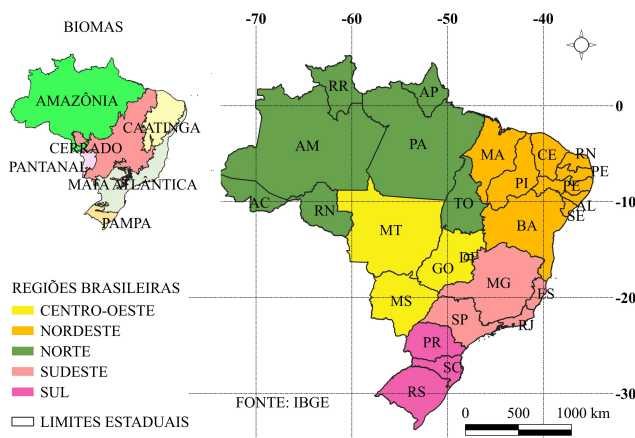 BIOMAS
AMAZÔNIA
CAATINGA
CERRADO
PANTANAL
MATA ATLÂNTICA
PAMPA
REGIÕES BRASILEIRAS
CENTRO-OESTE
NORDESTE
NORTE
SUDESTE
SUL
LIMITES ESTADUAIS
-70 -60 -50 -40
0
-10
-20
-30
RR AP
AM PA MA CE RN
PE
PI PE
AL
AC RN TO SE
MT BA
DF
GO MG
MS ES
SP
RJ
PR
SC
RS
FONTE: IBGE
0 500 1000 km